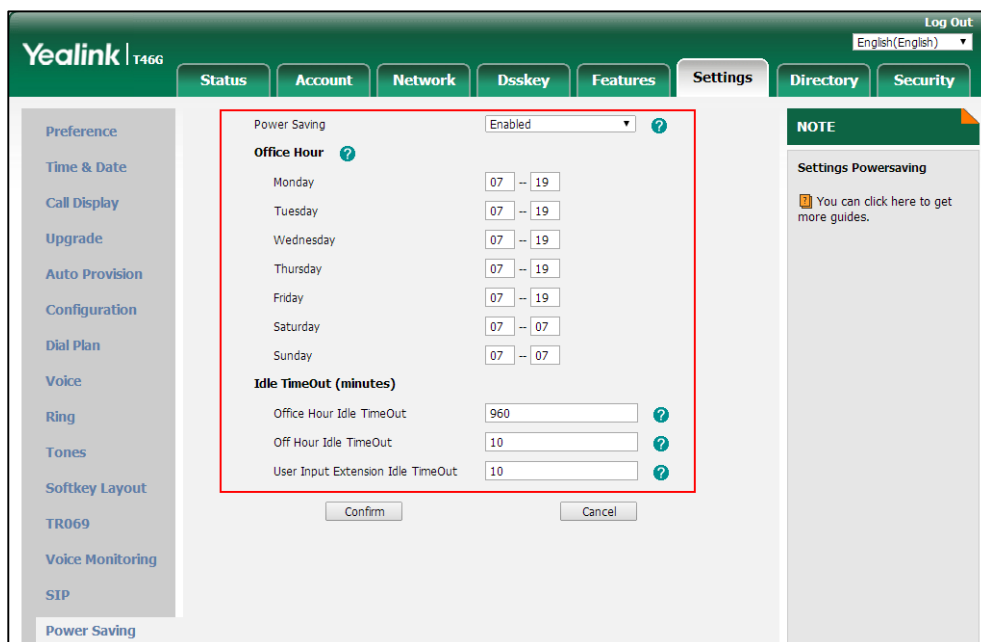 Log Out
Yealink | T46G
English(English)
Status Account Network Dsskey Features Settings Directory Security
Preference
Time & Date
Call Display
Upgrade
Auto Provision
Configuration
Dial Plan
Voice
Ring
Tones
Softkey Layout
TR069
Voice Monitoring
SIP
Power Saving
Power Saving Enabled ?
Office Hour ?
Monday 07 -- 19
Tuesday 07 -- 19
Wednesday 07 -- 19
Thursday 07 -- 19
Friday 07 -- 19
Saturday 07 -- 07
Sunday 07 -- 07
Idle TimeOut (minutes)
Office Hour Idle TimeOut 960 ?
Off Hour Idle TimeOut 10 ?
User Input Extension Idle TimeOut 10 ?
Confirm Cancel
NOTE
Settings Powersaving
? You can click here to get
more guides.